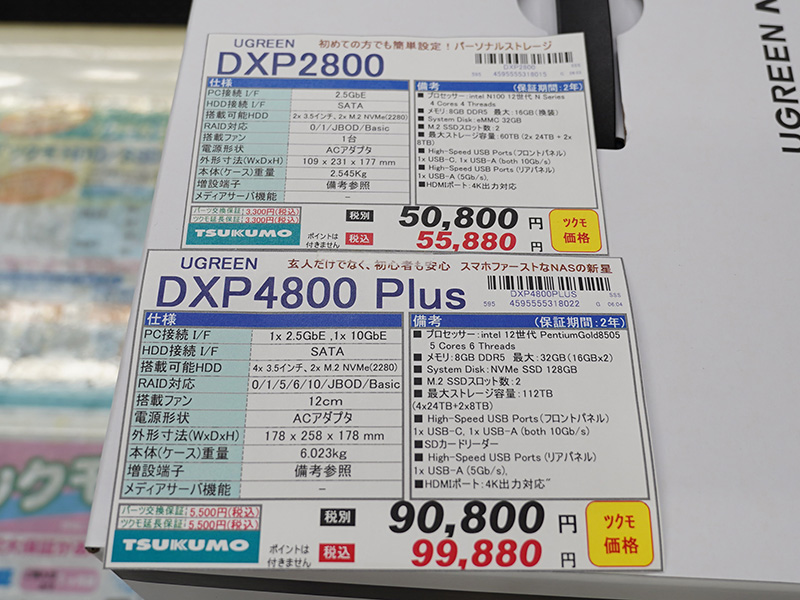 UGREEN N
UGREEN 初めての方でも簡単設定！パーソナルストレージ
DXP2800
DXP2800
595 4595555318015
仕様
PC接続 I/F 2.5GbE
HDD接続 I/F SATA
搭載可能HDD 2x 3.5インチ、2x M.2 NVMe(2280)
RAID対応 0/1/JBOD/Basic
搭載ファン 1台
電源形状 ACアダプタ
外形寸法(WxDxH) 109 x 231 x 177 mm
本体(ケース)重量 2.545Kg
増設端子 備考参照
メディアサーバ機能 －
備考 (保証期間：2年)
■ プロセッサー：intel N100 12世代 N Series
4 Cores 4 Threads
■ メモリ：8GB DDR5 最大：16GB(換装)
■ System Disk：eMMC 32GB
■ M.2 SSDスロット数：2
■ 最大ストレージ容量：60TB (2x 24TB + 2x
8TB)
■ High-Speed USB Ports(フロントパネル)
1x USB-C, 1x USB-A (both 10Gb/s)
■ High-Speed USB Ports (リアパネル)
1x USB-A (5Gb/s),
■HDMIポート：4K出力対応
パーツ交換保証：3,300円(税込)
ツクモ延長保証：3,300円(税込)
TSUKUMO
ポイントは
付きません
税別 50,800 円
税込 55,880 円
ツクモ
価格
UGREEN 玄人だけでなく、初心者も安心 スマホファーストなNASの新星
DXP4800 Plus
DXP4800PLUS SSS
595 4595555318022 G 06:04
仕様
PC接続 I/F 1x 2.5GbE ,1x 10GbE
HDD接続 I/F SATA
搭載可能HDD 4x 3.5インチ、2x M.2 NVMe(2280)
RAID対応 0/1/5/6/10/JBOD/Basic
搭載ファン 12cm
電源形状 ACアダプタ
外形寸法(WxDxH) 178 x 258 x 178 mm
本体(ケース)重量 6.023kg
増設端子 備考参照
メディアサーバ機能 －
備考 (保証期間：2年)
■ プロセッサー：intel 12世代 PentiumGold8505
5 Cores 6 Threads
■ メモリ：8GB DDR5 最大：32GB(16GBx2)
■ System Disk：NVMe SSD 128GB
■ M.2 SSDスロット数：2
■ 最大ストレージ容量：112TB
(4x24TB+2x8TB)
■ High-Speed USB Ports(フロントパネル)
1x USB-C, 1x USB-A (both 10Gb/s)
■SDカードリーダー
■ High-Speed USB Ports (リアパネル)
1x USB-A (5Gb/s),
■HDMIポート：4K出力対応"
パーツ交換保証：5,500円(税込)
ツクモ延長保証：5,500円(税込)
TSUKUMO
ポイントは
付きません
税別 90,800 円
税込 99,880 円
ツクモ
価格